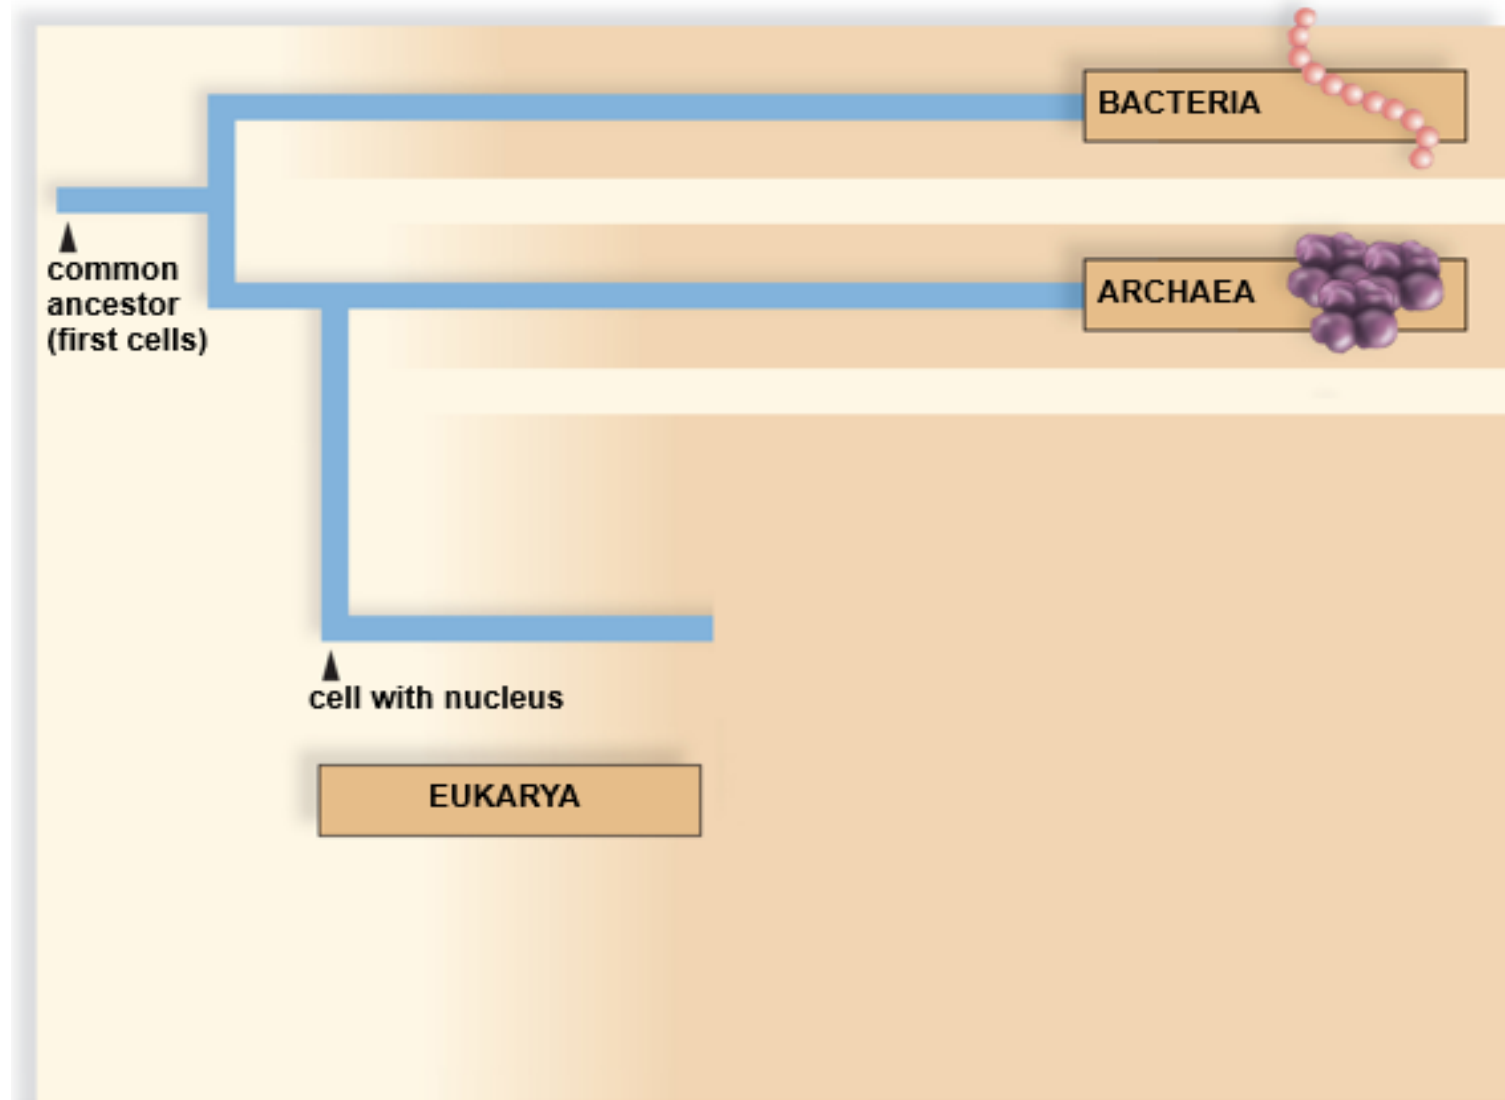 BACTERIA
ARCHAEA
common
ancestor
(first cells)
cell with nucleus
EUKARYA